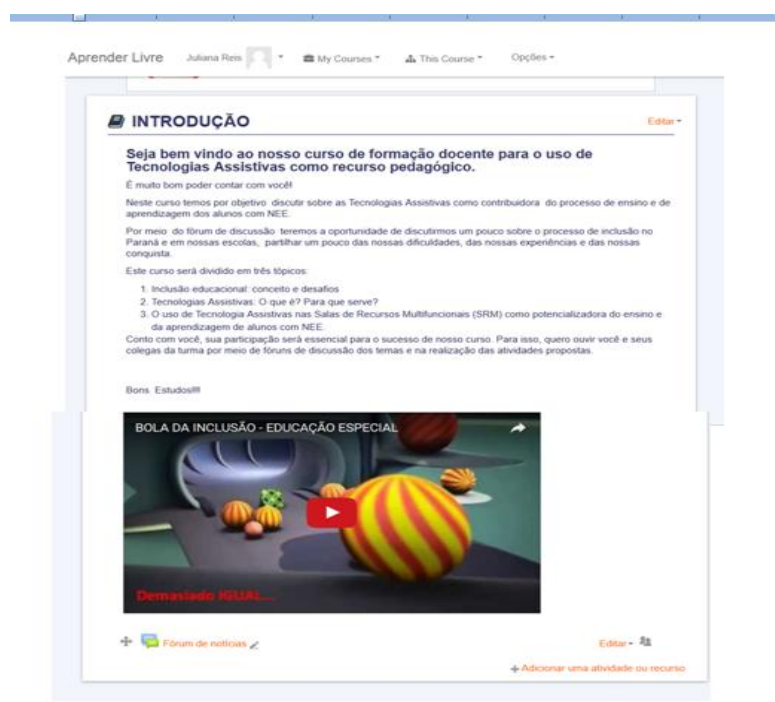 Aprender Livre Juliana Reis My Courses This Course Opções
INTRODUÇÃO Editar
Seja bem vindo ao nosso curso de formação docente para o uso de
Tecnologias Assistivas como recurso pedagógico.
É muito bom poder contar com você!
Neste curso temos por objetivo discutir sobre as Tecnologias Assistivas como contribuidora do processo de ensino e de
aprendizagem dos alunos com NEE.
Por meio do fórum de discussão teremos a oportunidade de discutirmos um pouco sobre o processo de inclusão no
Paraná e em nossas escolas, partilhar um pouco das nossas dificuldades, das nossas experiências e das nossas
conquista.
Este curso será dividido em três tópicos:
1. Inclusão educacional: conceito e desafios
2. Tecnologias Assistivas: O que é? Para que serve?
3. O uso de Tecnologia Assistivas nas Salas de Recursos Multifuncionais (SRM) como potencializadora do ensino e
da aprendizagem de alunos com NEE.
Conto com você, sua participação será essencial para o sucesso de nosso curso. Para isso, quero ouvir você e seus
colegas da turma por meio de fóruns de discussão dos temas e na realização das atividades propostas.
Bons Estudos!!!!
BOLA DA INCLUSÃO - EDUCAÇÃO ESPECIAL
Demasiado IGUAL...
Fórum de notícias Editar
Adicionar uma atividade ou recurso